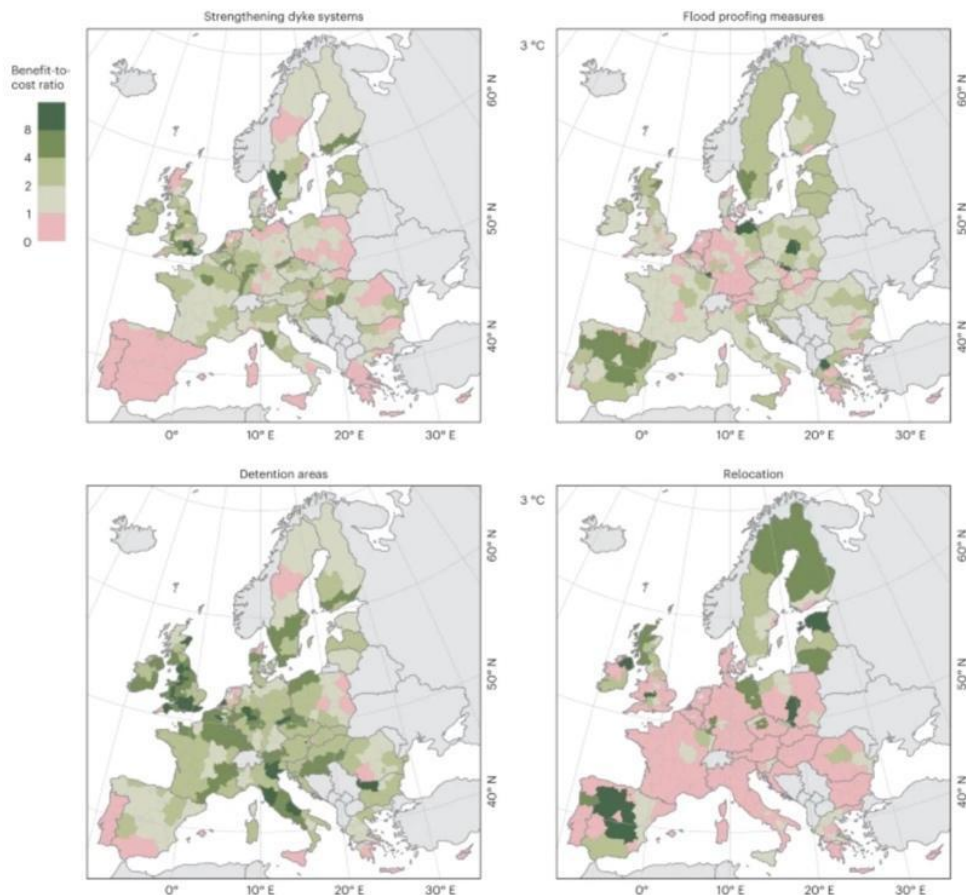 Strengthening dyke systems
Flood proofing measures
Benefit-to-
cost ratio
8
4
2
1
0
3 °C
60° N
50° N
40° N
60° N
50° N
40° N
0°
10° E
20° E
30° E
0°
10° E
20° E
30° E
Detention areas
Relocation
3 °C
60° N
50° N
40° N
60° N
50° N
40° N
0°
10° E
20° E
30° E
0°
10° E
20° E
30° E